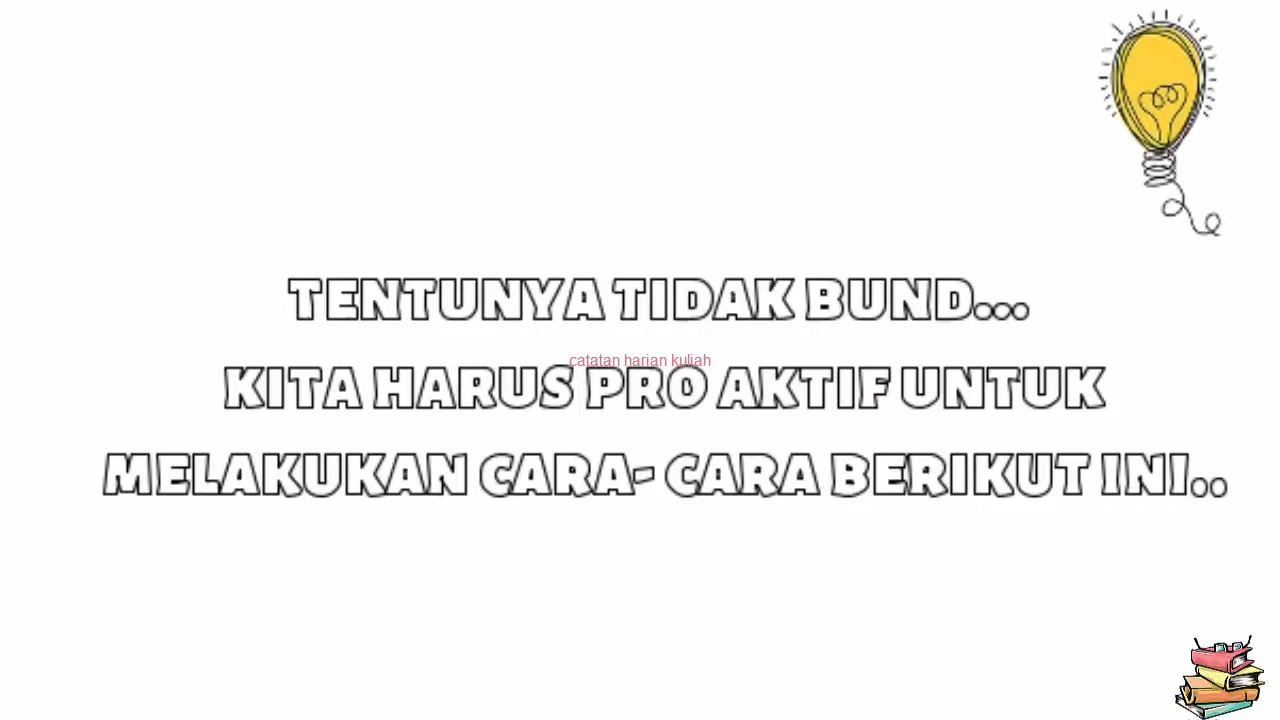 TENTUNYA TIDAK BUND...
catatan harian kuliah
KITA HARUS PRO AKTIF UNTUK
MELAKUKAN CARA- CARA BERIKUT INI..